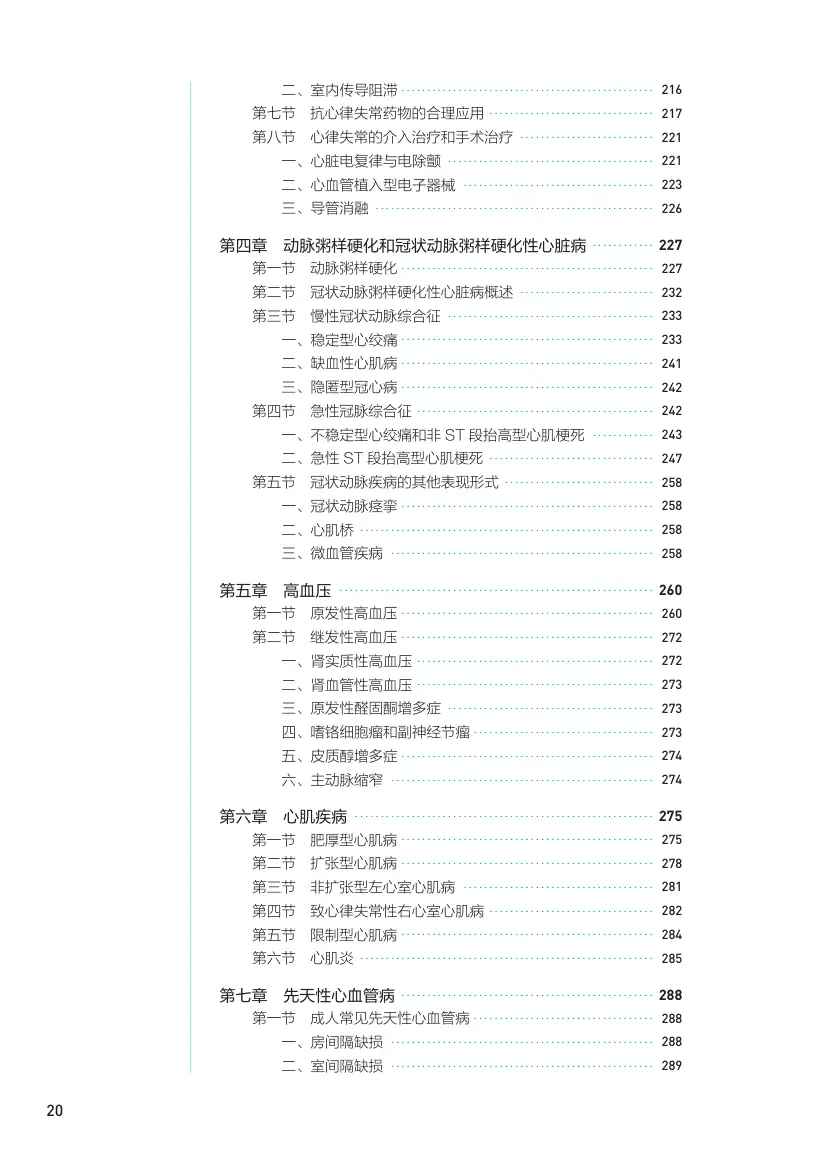 二、室内传导阻滞 216
第七节 抗心律失常药物的合理应用 217
第八节 心律失常的介入治疗和手术治疗 221
一、心脏电复律与电除颤 221
二、心血管植入型电子器械 223
三、导管消融 226
第四章 动脉粥样硬化和冠状动脉粥样硬化性心脏病 227
第一节 动脉粥样硬化 227
第二节 冠状动脉粥样硬化性心脏病概述 232
第三节 慢性冠状动脉综合征 233
一、稳定型心绞痛 233
二、缺血性心肌病 241
三、隐匿型冠心病 242
第四节 急性冠脉综合征 242
一、不稳定型心绞痛和非 ST 段抬高型心肌梗死 243
二、急性 ST 段抬高型心肌梗死 247
第五节 冠状动脉疾病的其他表现形式 258
一、冠状动脉痉挛 258
二、心肌桥 258
三、微血管疾病 258
第五章 高血压 260
第一节 原发性高血压 260
第二节 继发性高血压 272
一、肾实质性高血压 272
二、肾血管性高血压 273
三、原发性醛固酮增多症 273
四、嗜铬细胞瘤和副神经节瘤 273
五、皮质醇增多症 274
六、主动脉缩窄 274
第六章 心肌疾病 275
第一节 肥厚型心肌病 275
第二节 扩张型心肌病 278
第三节 非扩张型左心室心肌病 281
第四节 致心律失常性右心室心肌病 282
第五节 限制型心肌病 284
第六节 心肌炎 285
第七章 先天性心血管病 288
第一节 成人常见先天性心血管病 288
一、房间隔缺损 288
二、室间隔缺损 289
20